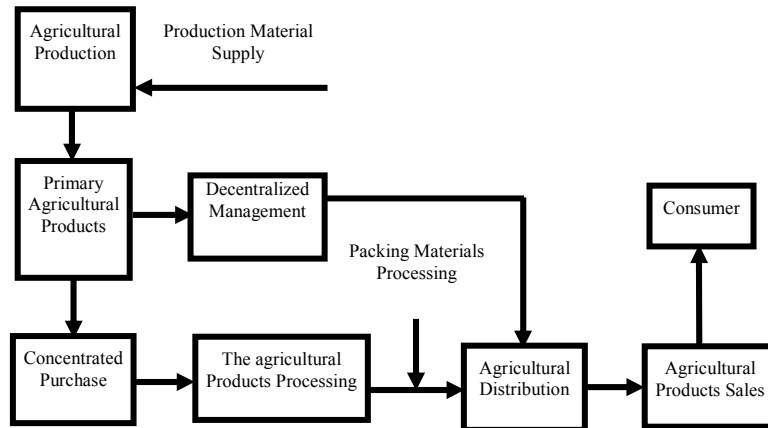 Agricultural
Production
Production Material
Supply
Primary
Agricultural
Products
Decentralized
Management
Consumer
Packing Materials
Processing
Concentrated
Purchase
The agricultural
Products Processing
Agricultural
Distribution
Agricultural
Products Sales